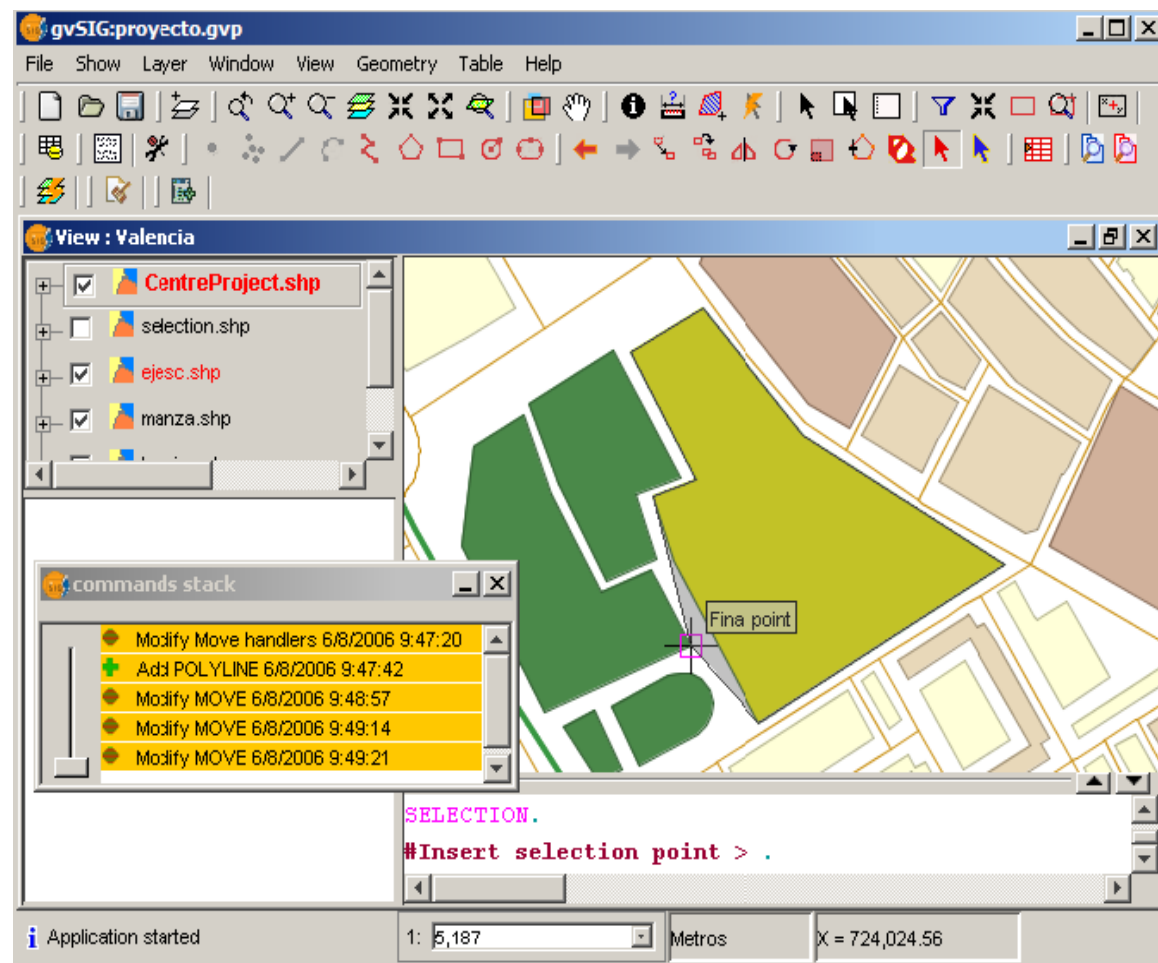 gvSIG:proyecto.gvp
File Show Layer Window View Geometry Table Help
View : Valencia
CentreProject.shp
selection.shp
ejesc.shp
manza.shp
commands stack
Modify Move handlers 6/8/2006 9:47:20
Add POLYLINE 6/8/2006 9:47:42
Modify MOVE 6/8/2006 9:48:57
Modify MOVE 6/8/2006 9:49:14
Modify MOVE 6/8/2006 9:49:21
Fina point
SELECTION.
#Insert selection point > .
Application started
1: 5,187
Metros
X = 724,024.56